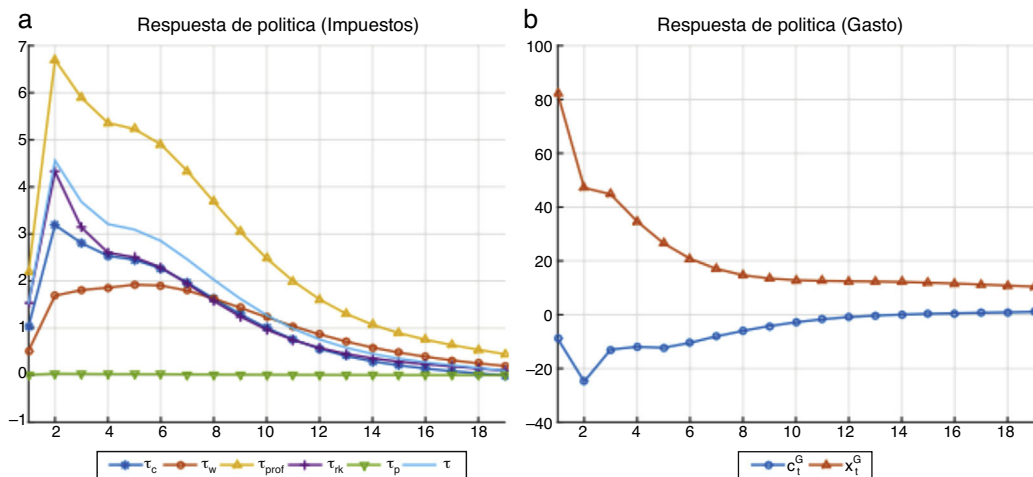 a
Respuesta de politica (Impuestos)
7
6
5
4
3
2
1
0
−1
2 4 6 8 10 12 14 16 18
τc τw τprof τrk τp τ
b
Respuesta de politica (Gasto)
100
80
60
40
20
0
−20
−40
2 4 6 8 10 12 14 16 18
c_t^G x_t^G